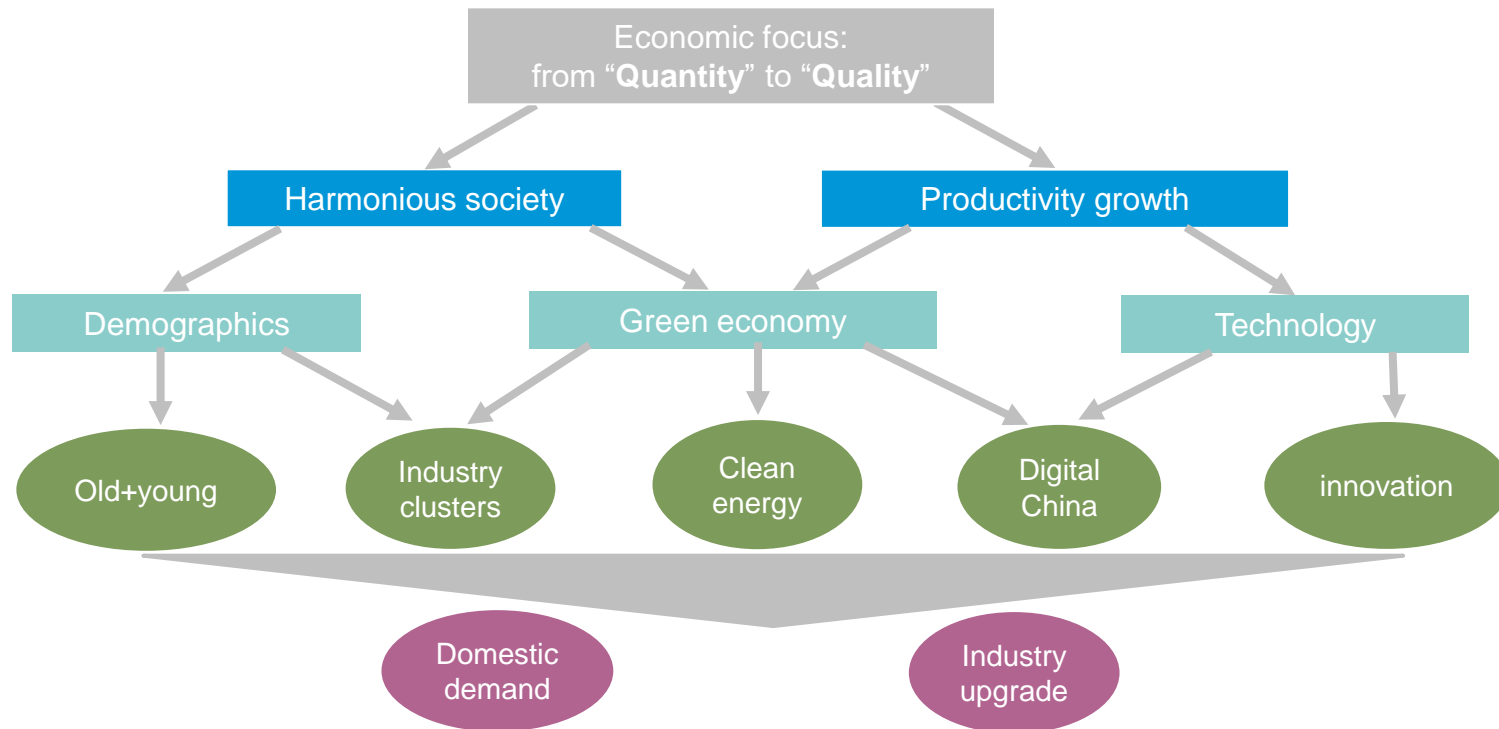 Economic focus:
from “Quantity” to “Quality”
Harmonious society
Productivity growth
Demographics
Green economy
Technology
Old+young
Industry
clusters
Clean
energy
Digital
China
innovation
Domestic
demand
Industry
upgrade